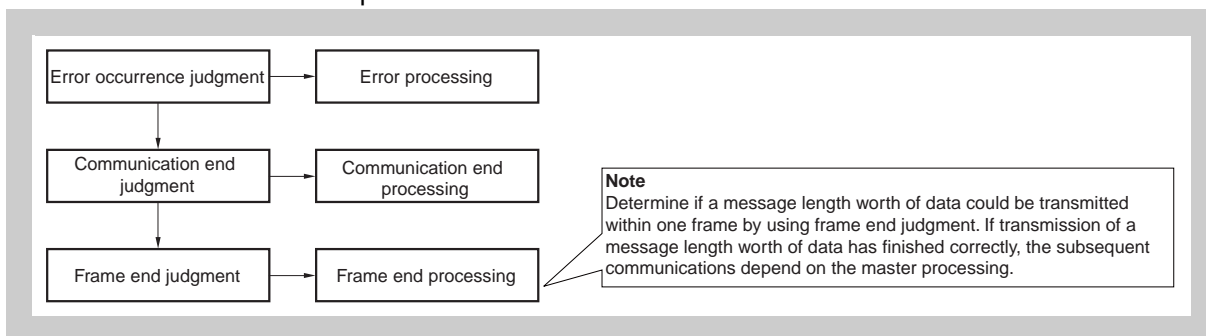 Error occurrence judgment
Error processing
Communication end
judgment
Communication end
processing
Note
Determine if a message length worth of data could be transmitted
within one frame by using frame end judgment. If transmission of a
message length worth of data has finished correctly, the subsequent
communications depend on the master processing.
Frame end judgment
Frame end processing